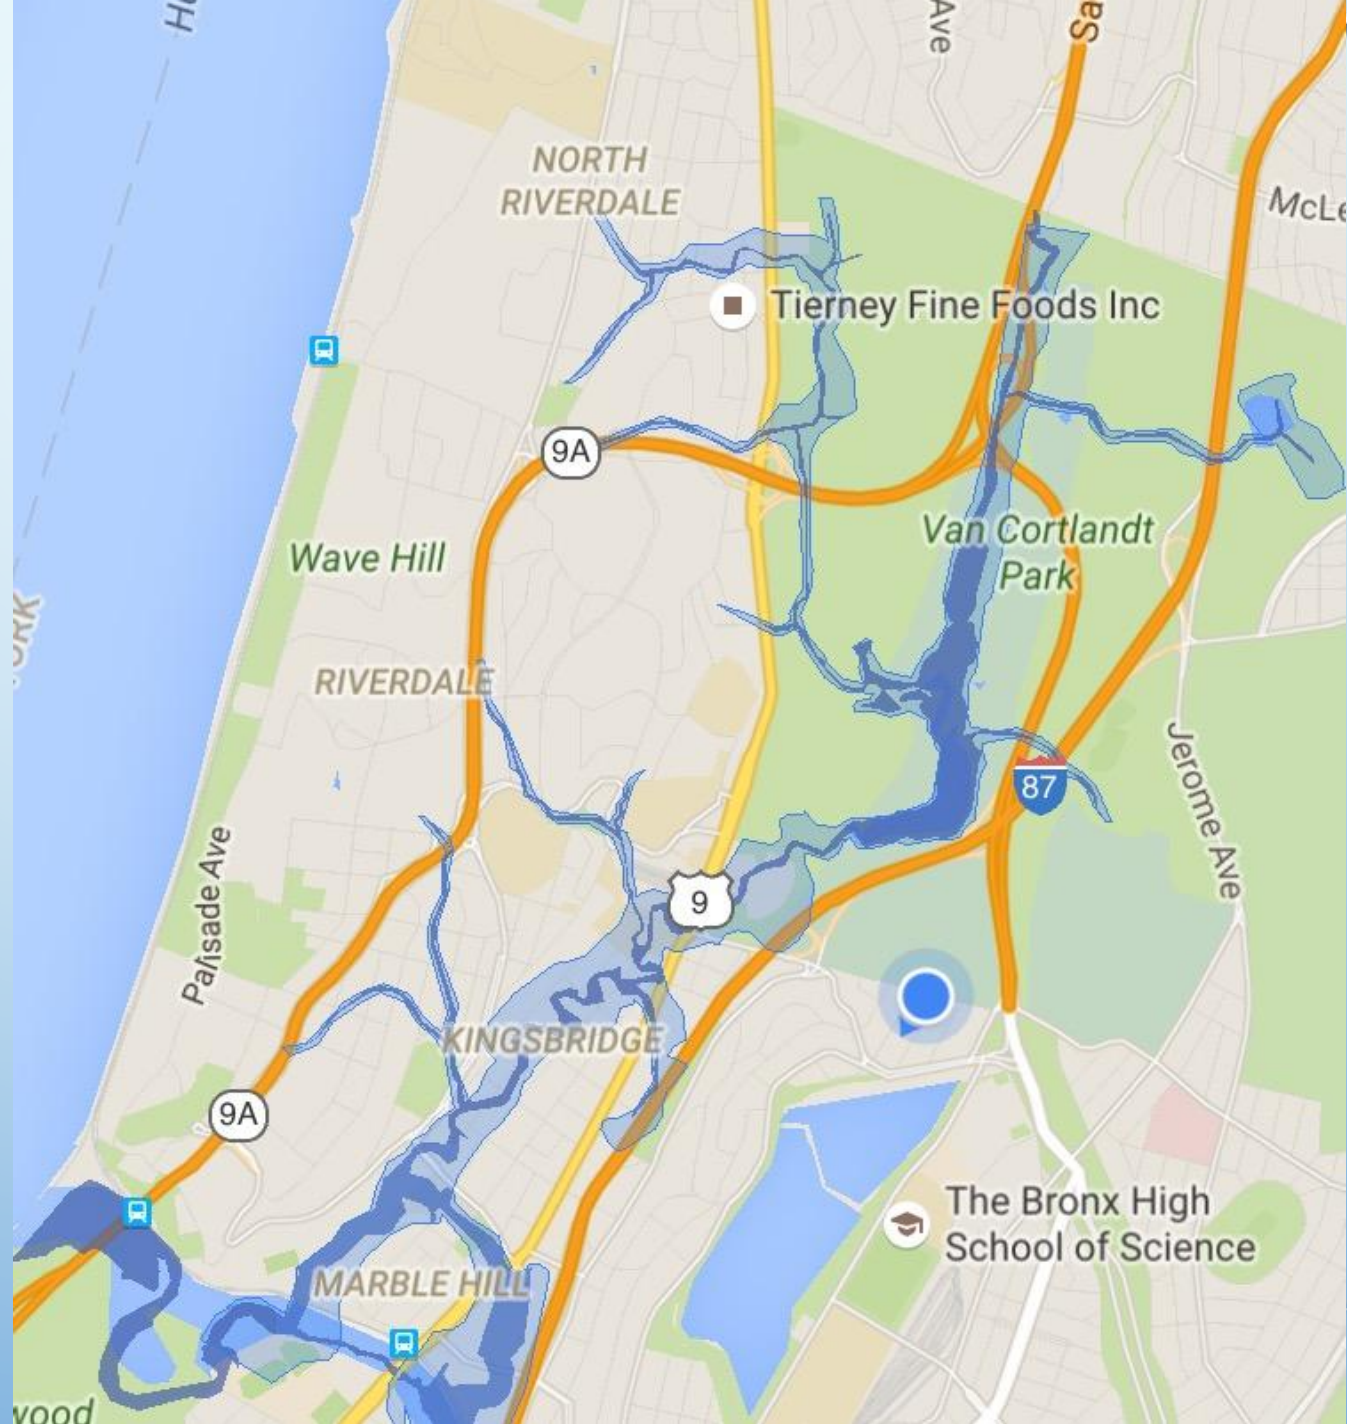 Ave
NORTH
RIVERDALE
McLe
Tierney Fine Foods Inc
9A
Van Cortlandt
Park
Wave Hill
RIVERDALE
87
Jerome Ave
Palisade Ave
9
KINGSBRIDGE
9A
The Bronx High
School of Science
MARBLE HILL
wood